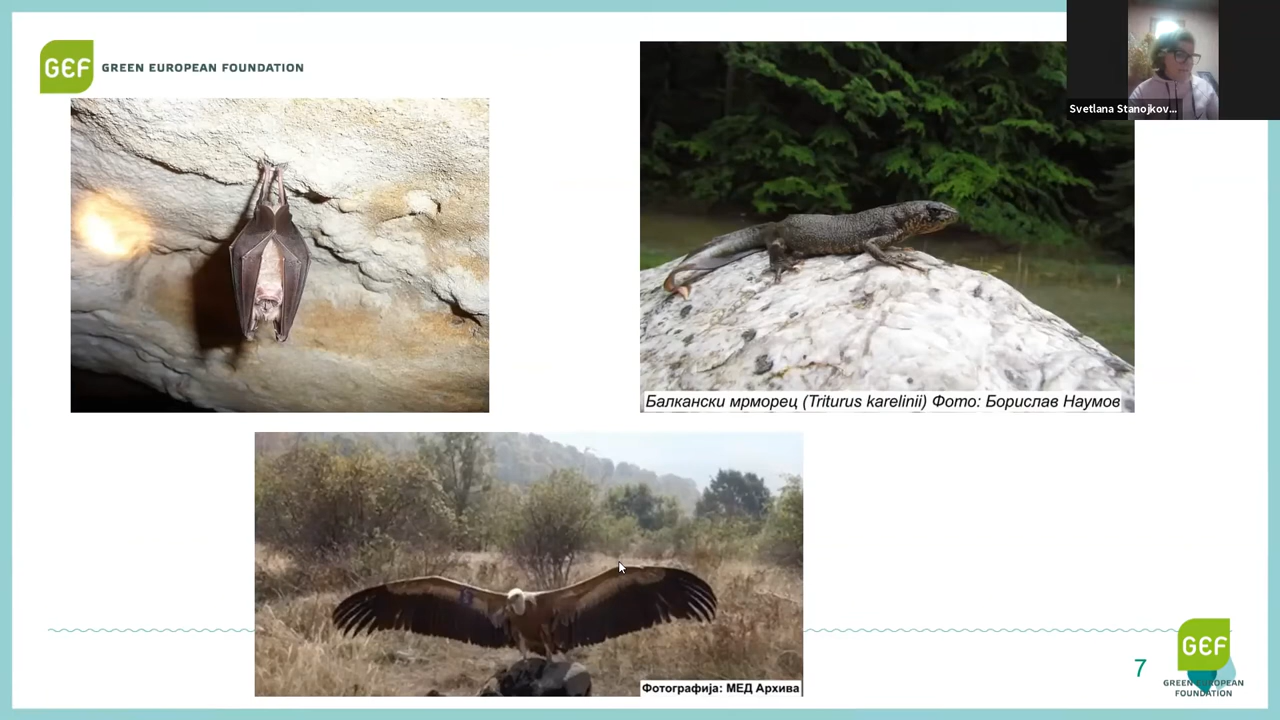 GEF GREEN EUROPEAN FOUNDATION
Svetlana Stanojkov...
Балкански мрморец (Triturus karelinii) Фото: Борислав Наумов
Фотографија: МЕД Архива
7
GEF
GREEN EUROPEAN
FOUNDATION